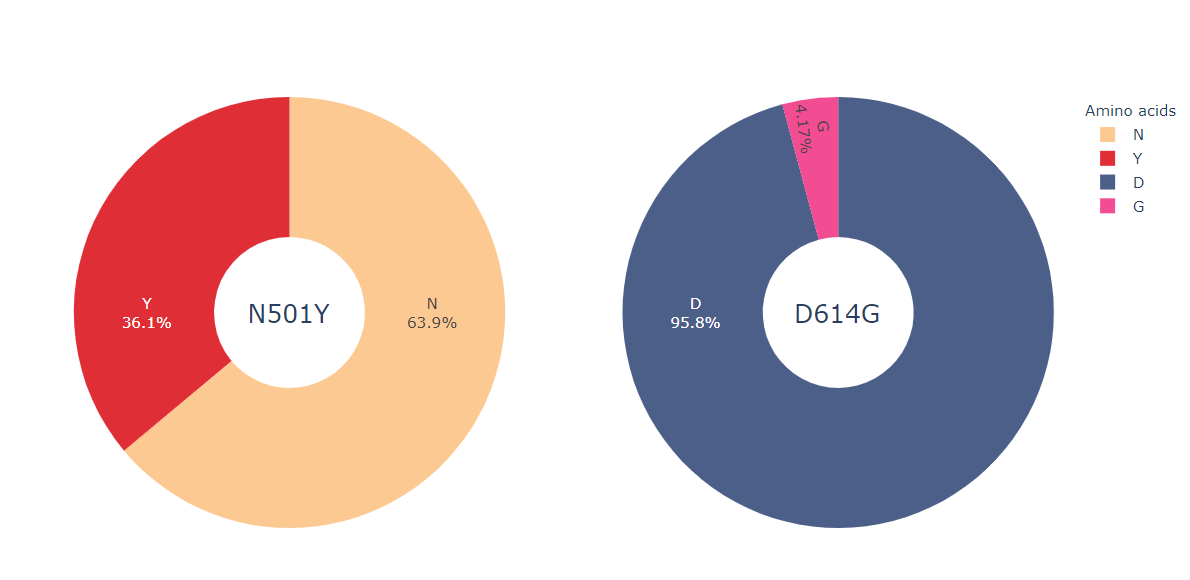 Y
36.1%
N501Y
N
63.9%
G
4.17%
D
95.8%
D614G
Amino acids
N
Y
D
G